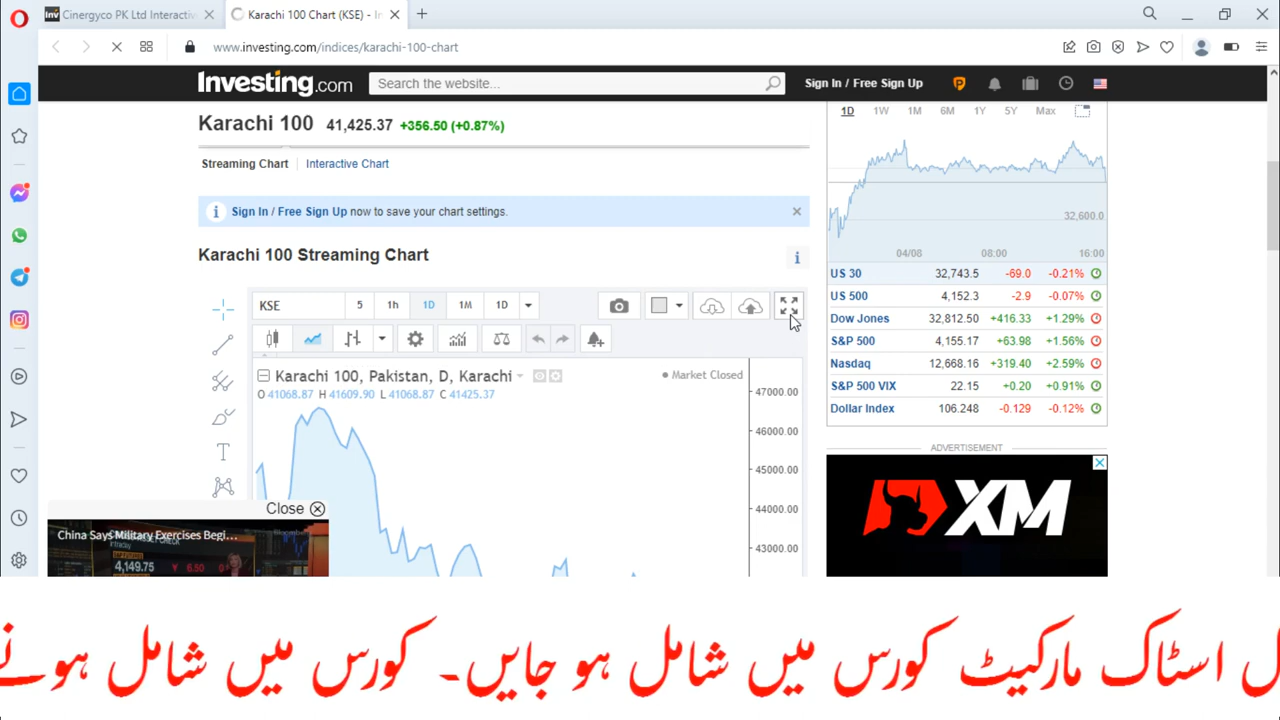 Cinergyco PK Ltd Interactiv
Karachi 100 Chart (KSE) - In
www.investing.com/indices/karachi-100-chart
Investing.com
Search the website...
Sign In / Free Sign Up
Karachi 100 41,425.37 +356.50 (+0.87%)
Streaming Chart Interactive Chart
Sign In / Free Sign Up now to save your chart settings.
Karachi 100 Streaming Chart
KSE 5 1h 1D 1M 1D
Karachi 100, Pakistan, D, Karachi
Market Closed
O 41068.87 H 41609.90 L 41068.87 C 41425.37
47000.00
46000.00
45000.00
44000.00
43000.00
Close
China Says Military Exercises Begi...
4,149.75 6.50
1D 1W 1M 6M 1Y 5Y Max
32,600.0
04/08 08:00 16:00
US 30 32,743.5 -69.0 -0.21%
US 500 4,152.3 -2.9 -0.07%
Dow Jones 32,812.50 +416.33 +1.29%
S&P 500 4,155.17 +63.98 +1.56%
Nasdaq 12,668.16 +319.40 +2.59%
S&P 500 VIX 22.15 +0.20 +0.91%
Dollar Index 106.248 -0.129 -0.12%
ADVERTISEMENT
XM
ل اسٹاک مارکیٹ کورس میں شامل ہو جایں۔ کورس میں شامل ہونے